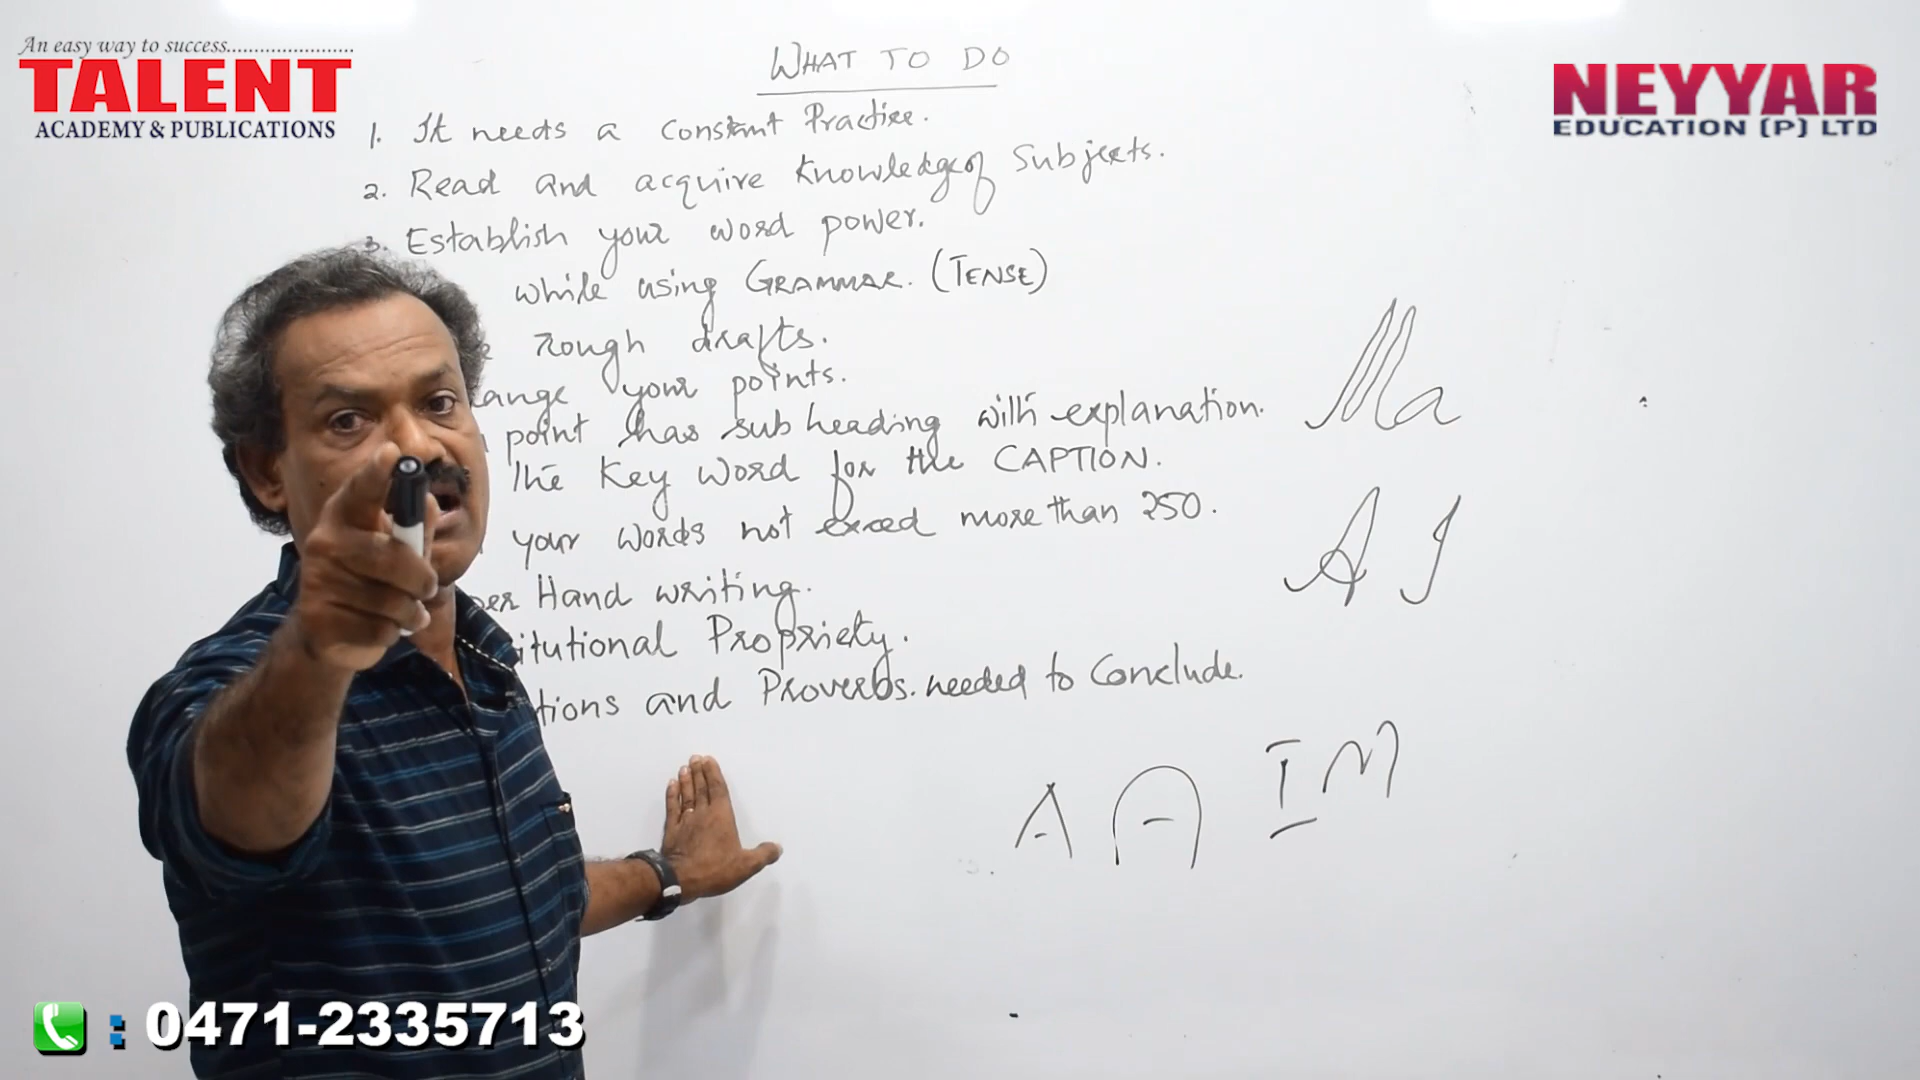 An easy way to success.......................
TALENT
ACADEMY & PUBLICATIONS
NEYYAR
EDUCATION (P) LTD
WHAT TO DO
1. It needs a constant Practise.
2. Read and acquire Knowledge of Subjects.
3. Establish your word power.
while using GRAMMAR. (TENSE)
rough drafts.
ange your points.
point has sub heading with explanation.
The Key Word for the CAPTION.
your words not exceed more than 250.
per Hand writing.
itutional Propriety.
tions and Proverbs. needed to Conclude.
Ma
A I
A A I M
: 0471-2335713